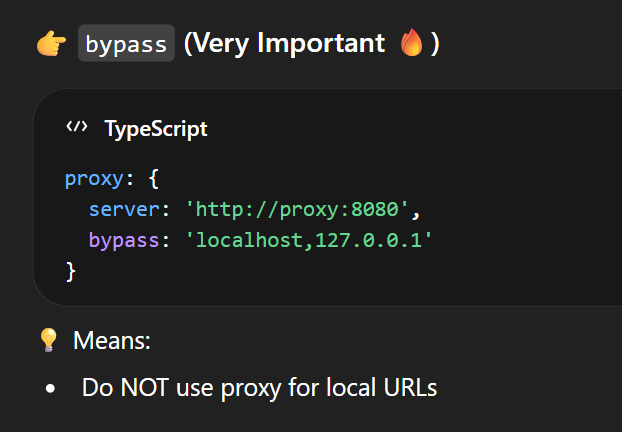 👉 bypass (Very Important 🔥)
</> TypeScript
proxy: {
  server: 'http://proxy:8080',
  bypass: 'localhost,127.0.0.1'
}
💡 Means:
• Do NOT use proxy for local URLs